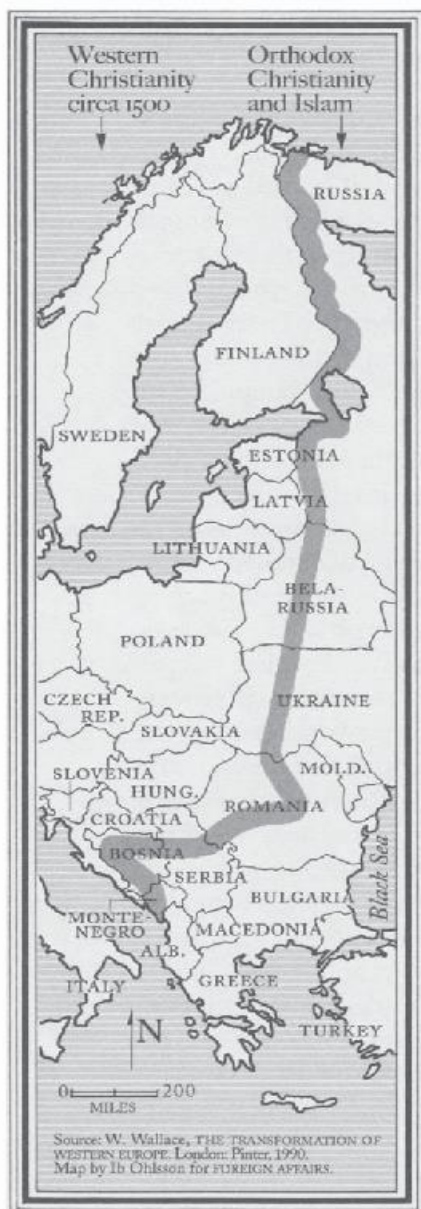 Western
Christianity
circa 1500
Orthodox
Christianity
and Islam
RUSSIA
FINLAND
SWEDEN
ESTONIA
LATVIA
LITHUANIA
BELA-
RUSSIA
POLAND
UKRAINE
CZECH
REP.
SLOVAKIA
MOLD.
SLOVENIA
HUNG.
ROMANIA
CROATIA
BOSNIA
SERBIA
Black Sea
BULGARIA
MONTE-
NEGRO
MACEDONIA
ALB.
ITALY
GREECE
TURKEY
N
0 200
MILES
Source: W. Wallace, THE TRANSFORMATION OF
WESTERN EUROPE. London: Pinter, 1990.
Map by Ib Ohlsson for FOREIGN AFFAIRS.